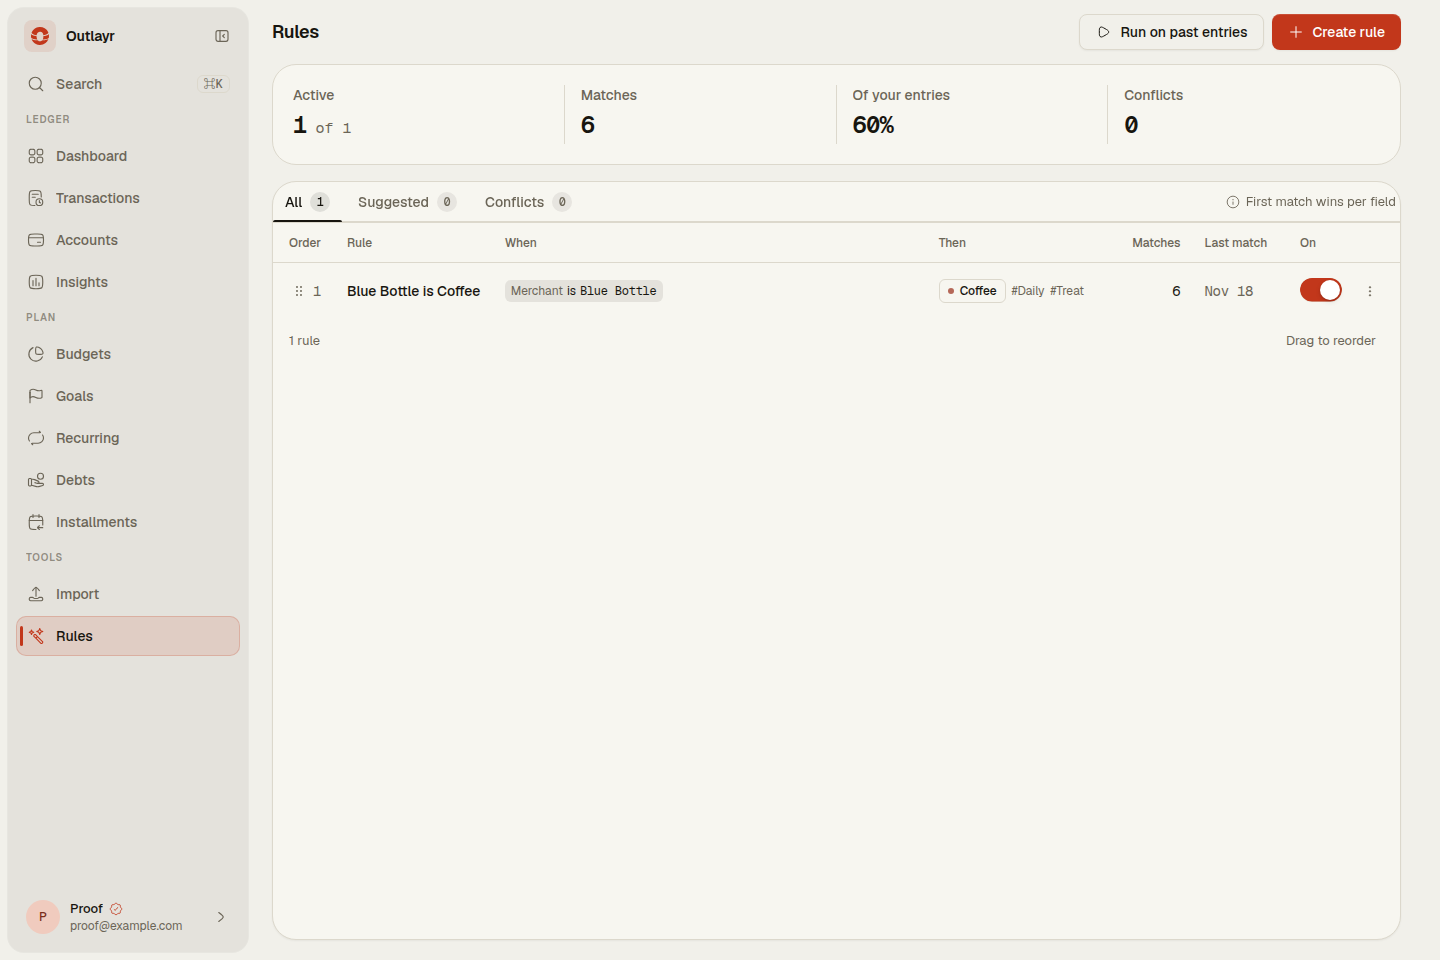 Outlayr
Search ⌘K
LEDGER
Dashboard
Transactions
Accounts
Insights
PLAN
Budgets
Goals
Recurring
Debts
Installments
TOOLS
Import
Rules
P
Proof
proof@example.com
Rules
Run on past entries
Create rule
Active
1 of 1
Matches
6
Of your entries
60%
Conflicts
0
All 1 Suggested 0 Conflicts 0
First match wins per field
Order Rule When Then Matches Last match On
1 Blue Bottle is Coffee Merchant is Blue Bottle Coffee #Daily #Treat 6 Nov 18
1 rule
Drag to reorder